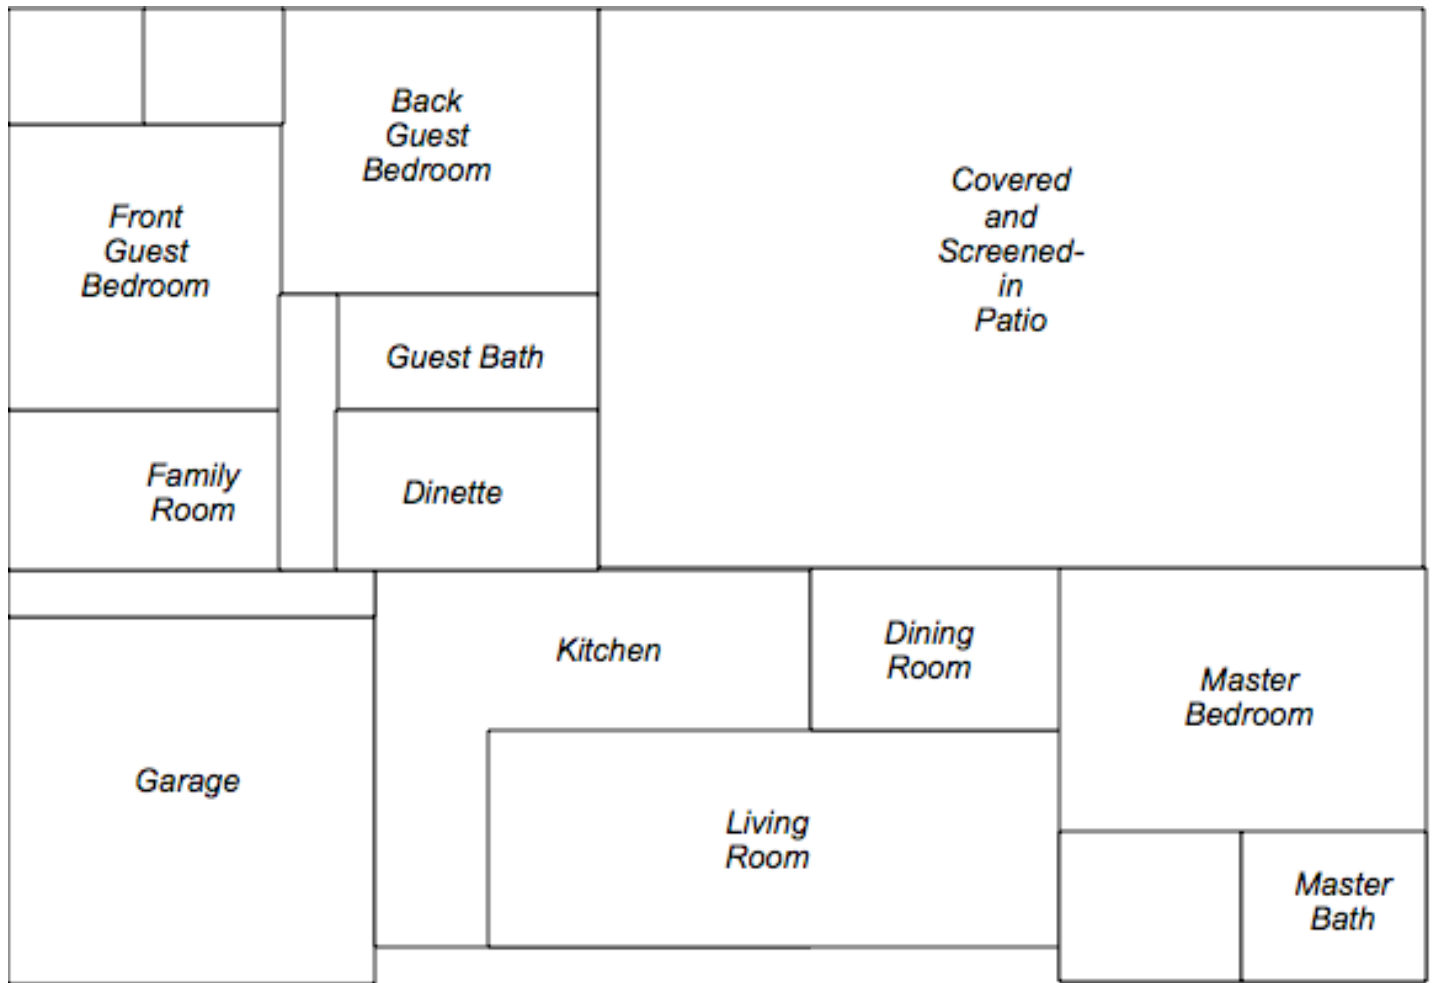 Back
Guest
Bedroom
Covered
and
Screened-
in
Patio
Front
Guest
Bedroom
Guest Bath
Family
Room
Dinette
Kitchen
Dining
Room
Master
Bedroom
Garage
Living
Room
Master
Bath